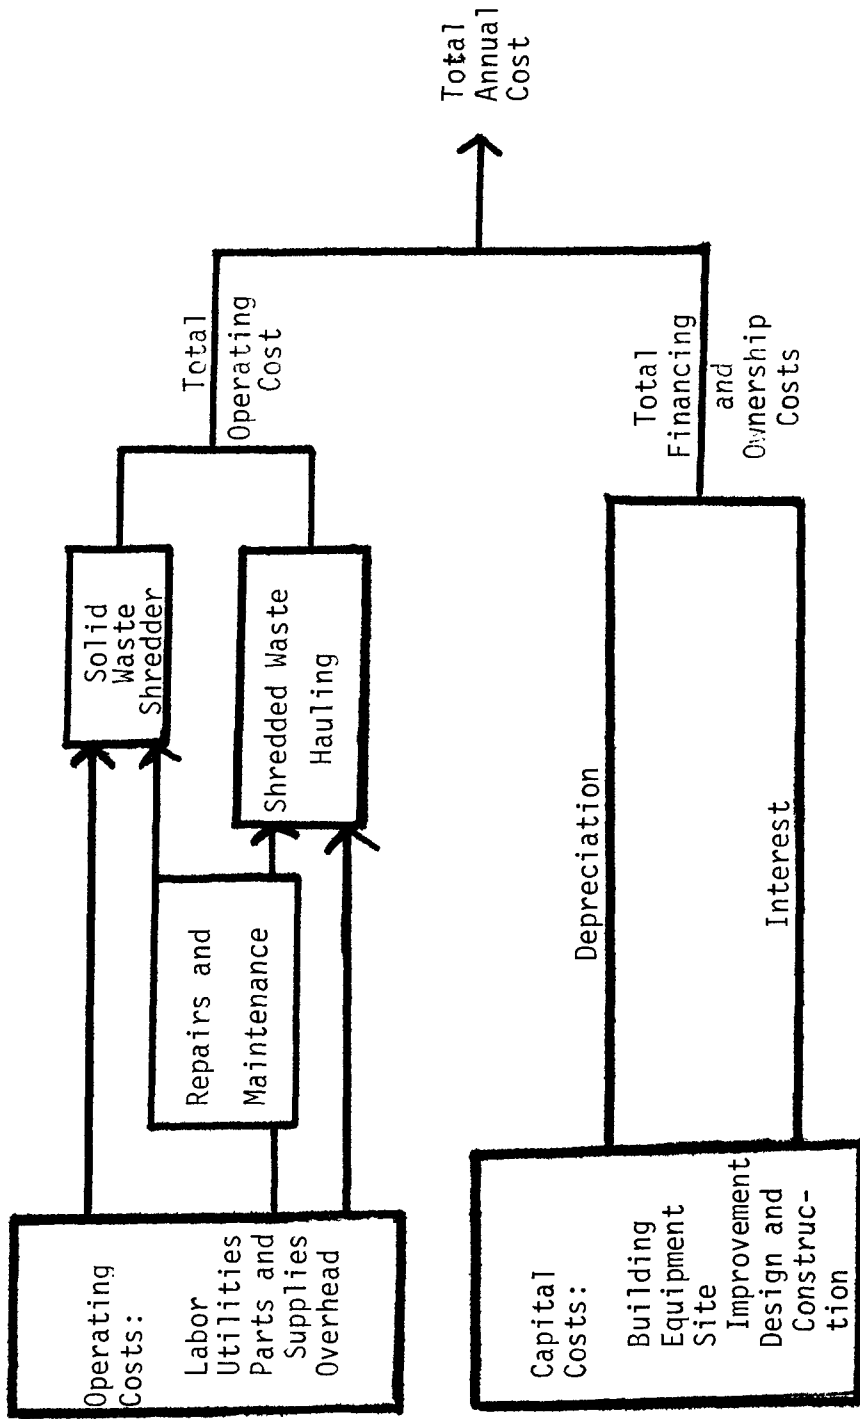 Operating
Costs:
Labor
Utilities
Parts and
Supplies
Overhead
Repairs and
Maintenance
Solid
Waste
Shredder
Shredded Waste
Hauling
Total
Operating
Cost
Total
Annual
Cost
Capital
Costs:
Building
Equipment
Site
Improvement
Design and
Construc-
tion
Depreciation
Interest
Total
Financing
and
Ownership
Costs